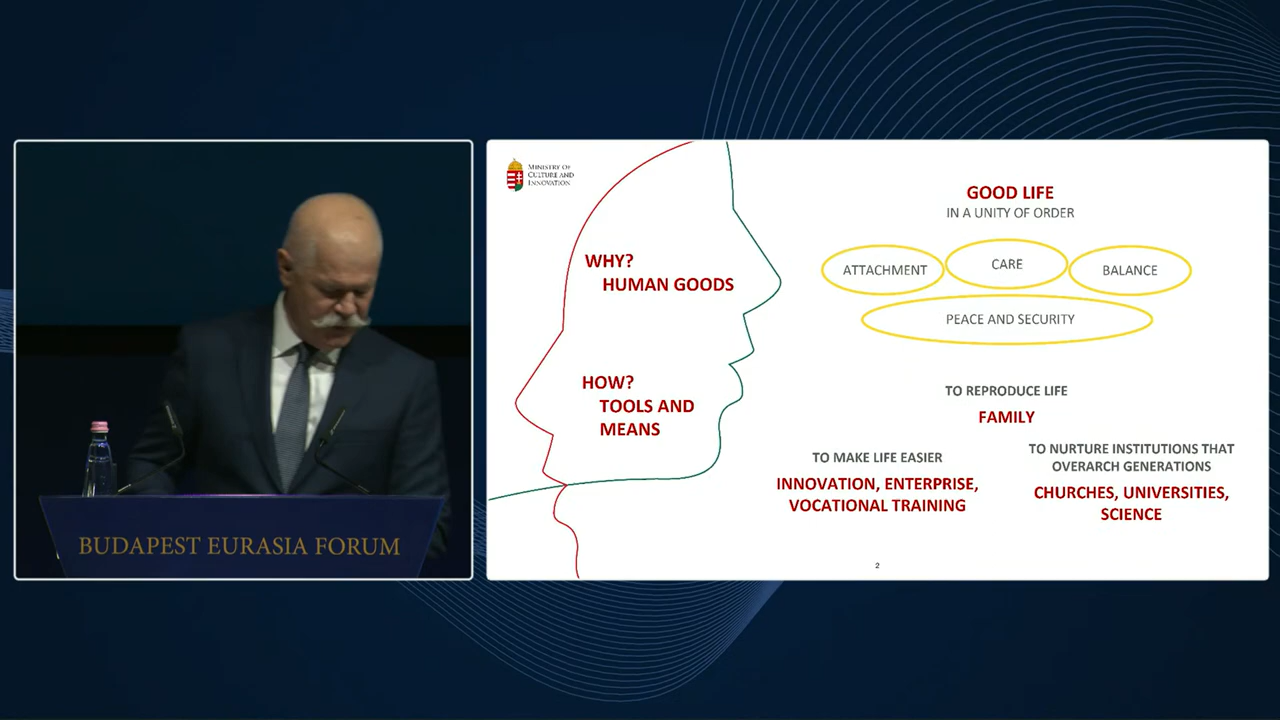 BUDAPEST EURASIA FORUM
MINISTRY OF
CULTURE AND
INNOVATION
WHY?
HUMAN GOODS
HOW?
TOOLS AND
MEANS
GOOD LIFE
IN A UNITY OF ORDER
ATTACHMENT
CARE
BALANCE
PEACE AND SECURITY
TO REPRODUCE LIFE
FAMILY
TO MAKE LIFE EASIER
INNOVATION, ENTERPRISE,
VOCATIONAL TRAINING
TO NURTURE INSTITUTIONS THAT
OVERARCH GENERATIONS
CHURCHES, UNIVERSITIES,
SCIENCE
2